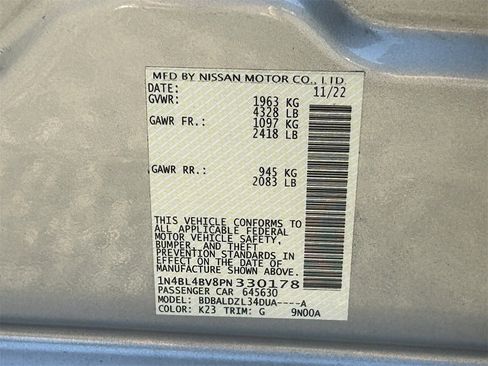 MFD BY NISSAN MOTOR CO., LTD.
DATE: 11/22
GVWR: 1963 KG
4328 LB
GAWR FR.: 1097 KG
2418 LB
GAWR RR.: 945 KG
2083 LB
THIS VEHICLE CONFORMS TO
ALL APPLICABLE FEDERAL
MOTOR VEHICLE SAFETY,
BUMPER, AND THEFT
PREVENTION STANDARDS IN
EFFECT ON THE DATE OF
MANUFACTURE SHOWN ABOVE.
1N4BL4BV8PN330178
PASSENGER CAR 645630
MODEL: BDBALDZL34DUA----A
COLOR: K23 TRIM: G 9N00A